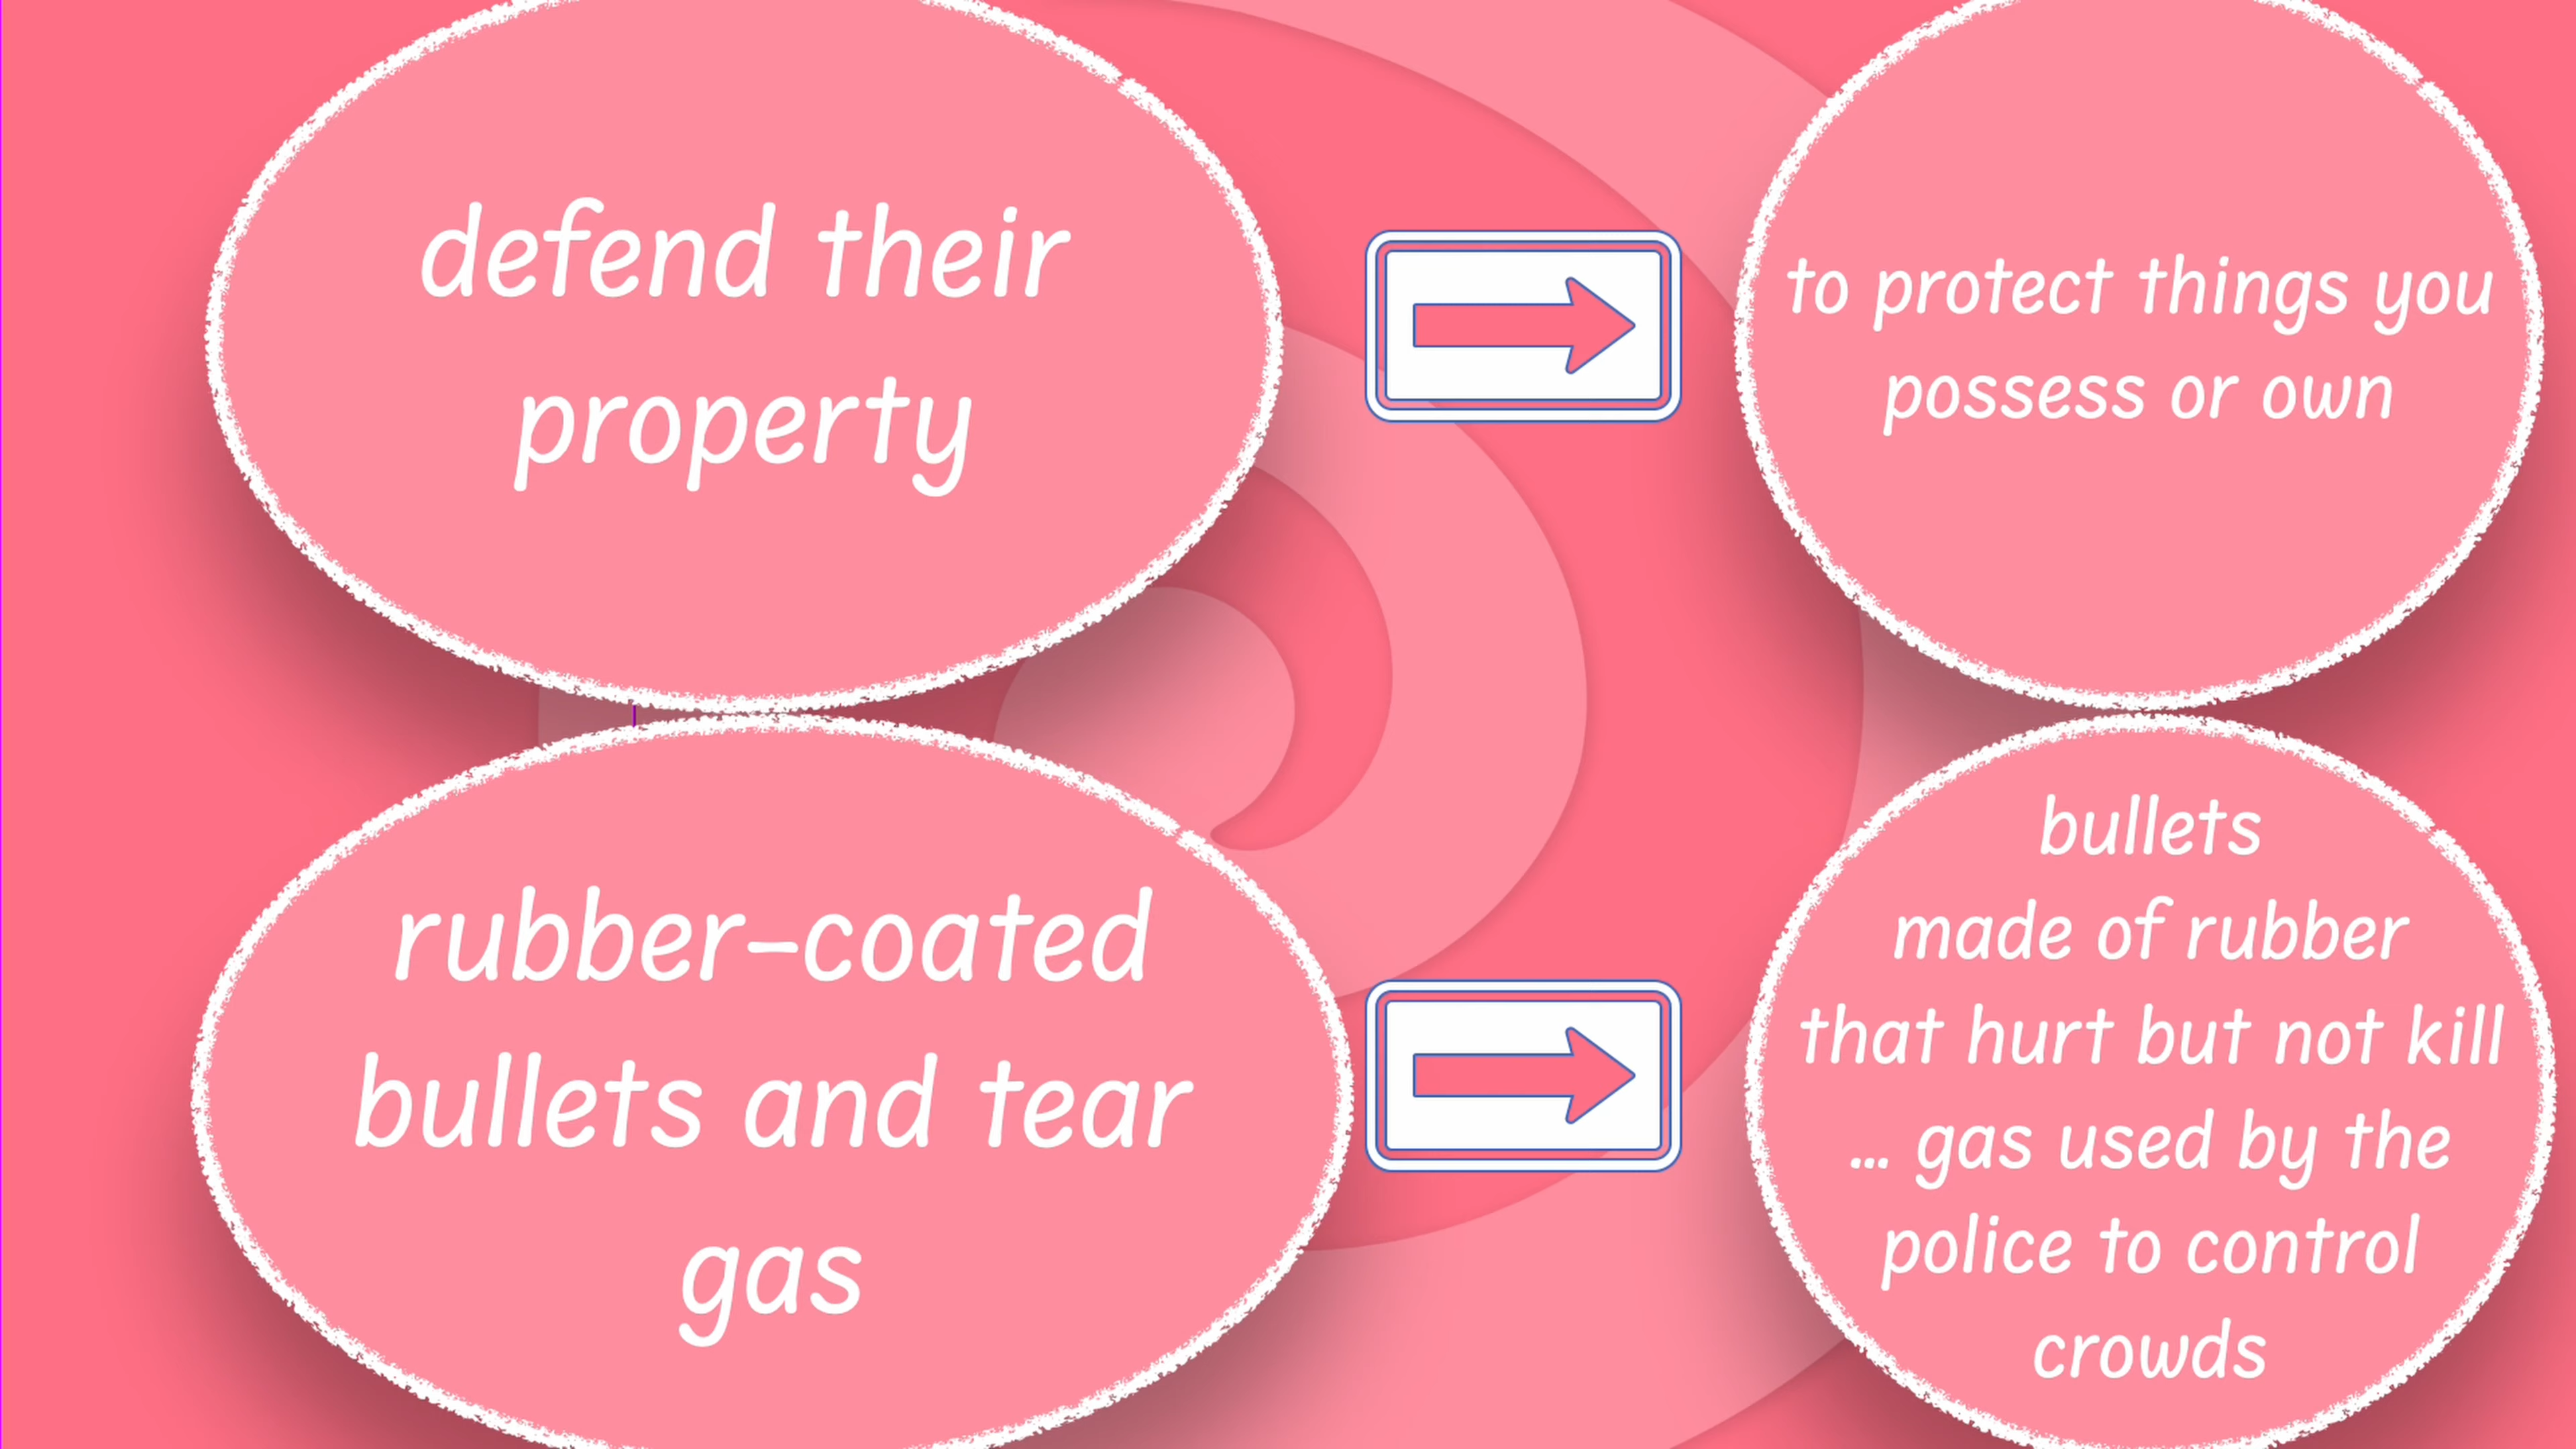 defend their
property
to protect things you
possess or own
rubber-coated
bullets and tear
gas
bullets
made of rubber
that hurt but not kill
... gas used by the
police to control
crowds